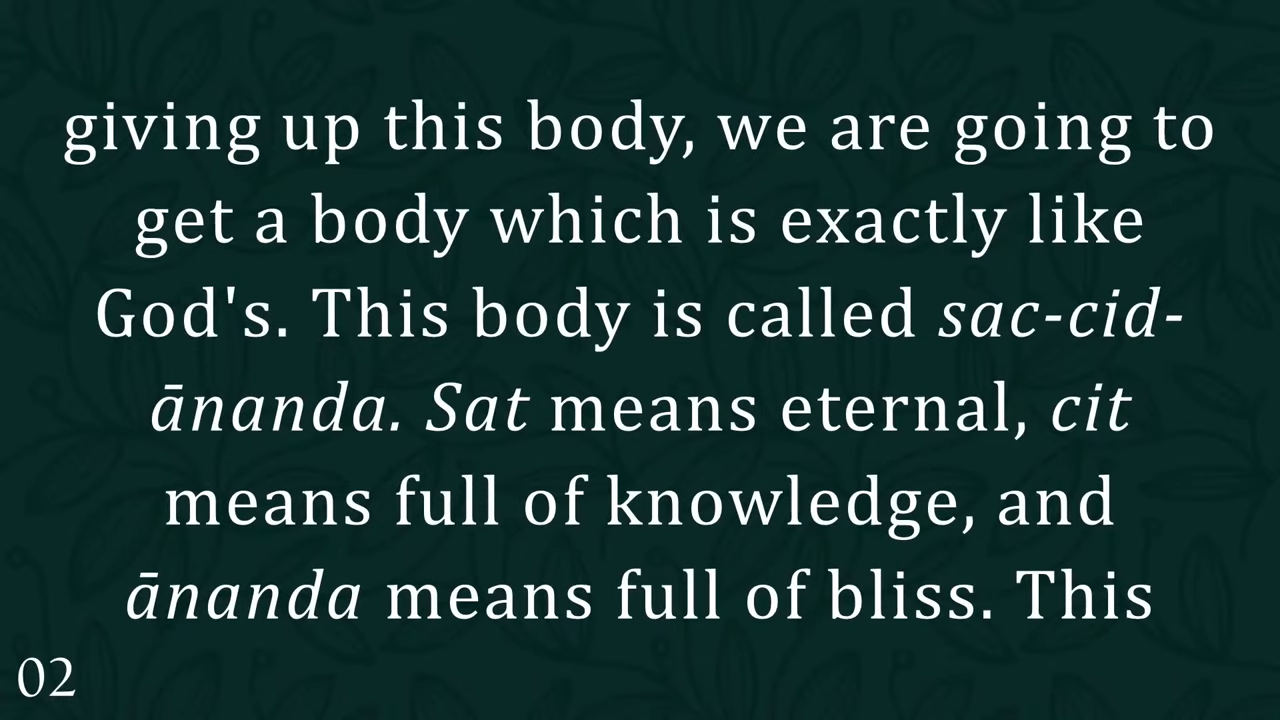 giving up this body, we are going to
get a body which is exactly like
God's. This body is called sac-cid-
ānanda. Sat means eternal, cit
means full of knowledge, and
ānanda means full of bliss. This
02